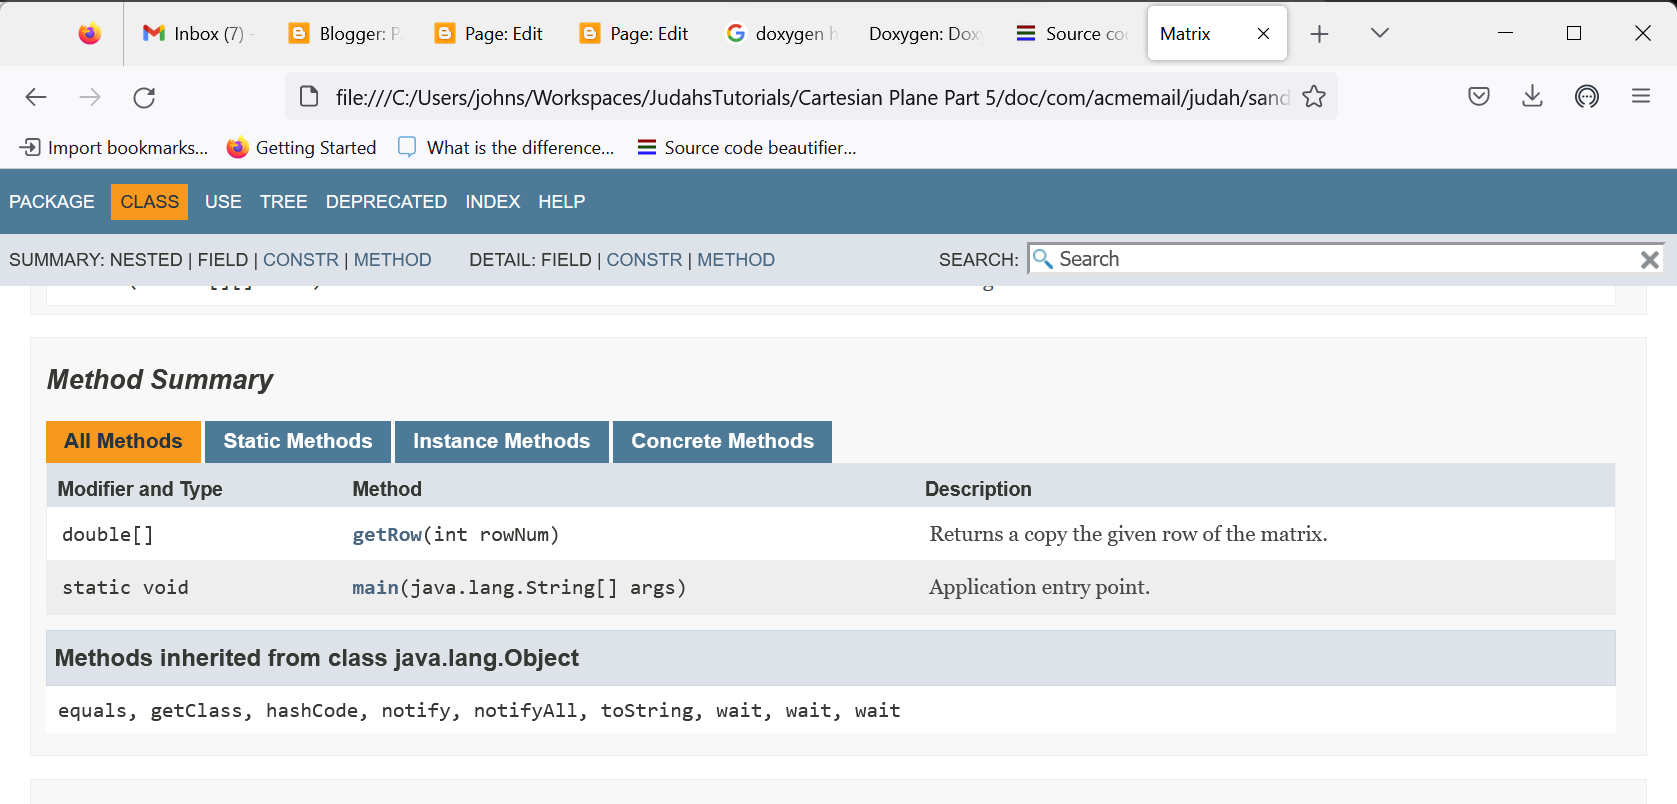 Inbox (7) -
Blogger: P
Page: Edit
Page: Edit
doxygen h
Doxygen: Dox
Source co
Matrix
file:///C:/Users/johns/Workspaces/JudahsTutorials/Cartesian Plane Part 5/doc/com/acmemail/judah/sand
Import bookmarks...
Getting Started
What is the difference...
Source code beautifier...
PACKAGE CLASS USE TREE DEPRECATED INDEX HELP
SUMMARY: NESTED | FIELD | CONSTR | METHOD DETAIL: FIELD | CONSTR | METHOD SEARCH: Search
Method Summary
All Methods Static Methods Instance Methods Concrete Methods
Modifier and Type Method Description
double[] getRow(int rowNum) Returns a copy the given row of the matrix.
static void main(java.lang.String[] args) Application entry point.
Methods inherited from class java.lang.Object
equals, getClass, hashCode, notify, notifyAll, toString, wait, wait, wait